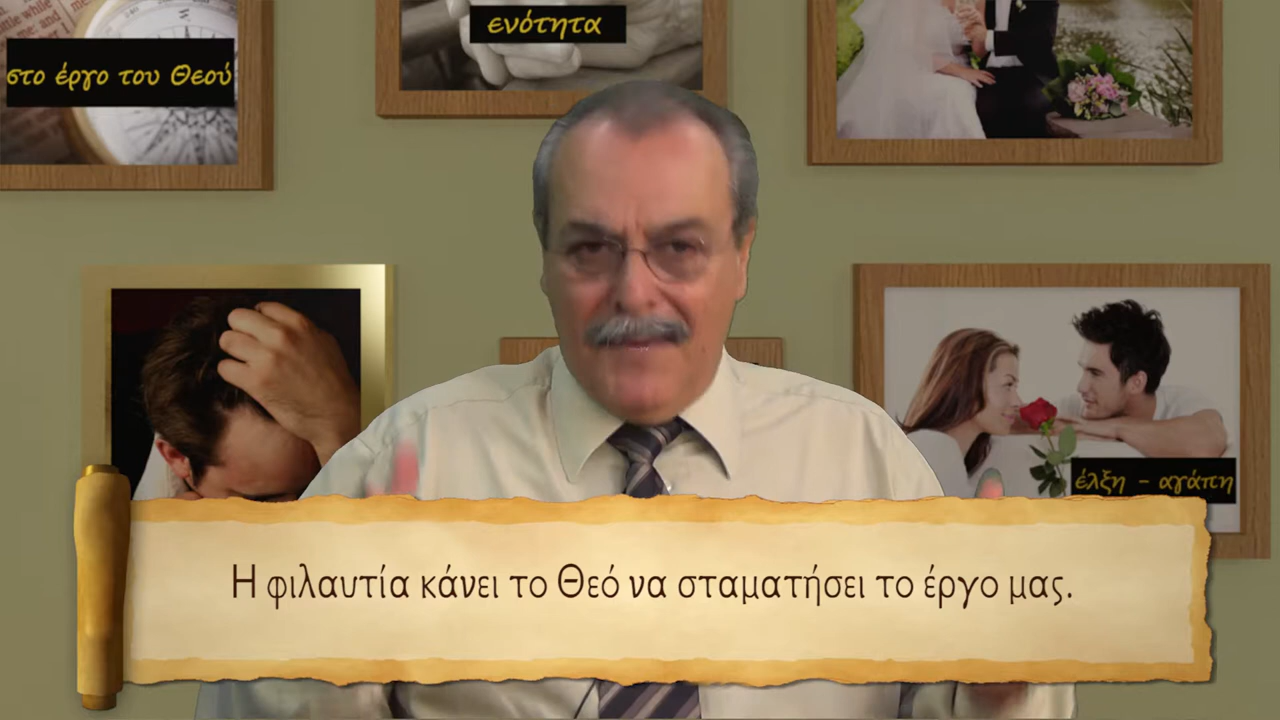 ενότητα
στο έργο του Θεού
έλξη - αγάπη
Η φιλαυτία κάνει το Θεό να σταματήσει το έργο μας.